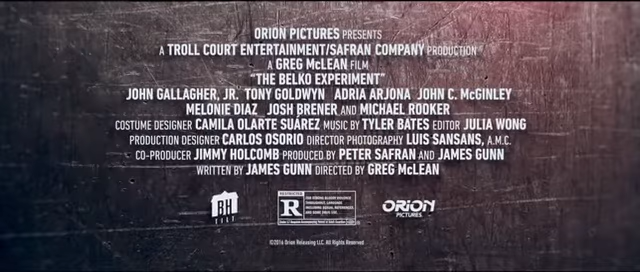 ORION PICTURES PRESENTS
A TROLL COURT ENTERTAINMENT/SAFRAN COMPANY PRODUCTION
A GREG McLEAN FILM
"THE BELKO EXPERIMENT"
JOHN GALLAGHER, JR. TONY GOLDWYN ADRIA ARJONA JOHN C. McGINLEY
MELONIE DIAZ JOSH BRENER AND MICHAEL ROOKER
COSTUME DESIGNER CAMILA OLARTE SUÁREZ MUSIC BY TYLER BATES EDITOR JULIA WONG
PRODUCTION DESIGNER CARLOS OSORIO DIRECTOR PHOTOGRAPHY LUIS SANSANS, A.M.C.
CO-PRODUCER JIMMY HOLCOMB PRODUCED BY PETER SAFRAN AND JAMES GUNN
WRITTEN BY JAMES GUNN DIRECTED BY GREG McLEAN
BH
TILT
RESTRICTED
R
ORION
PICTURES
©2016 Orion Releasing LLC. All Rights Reserved